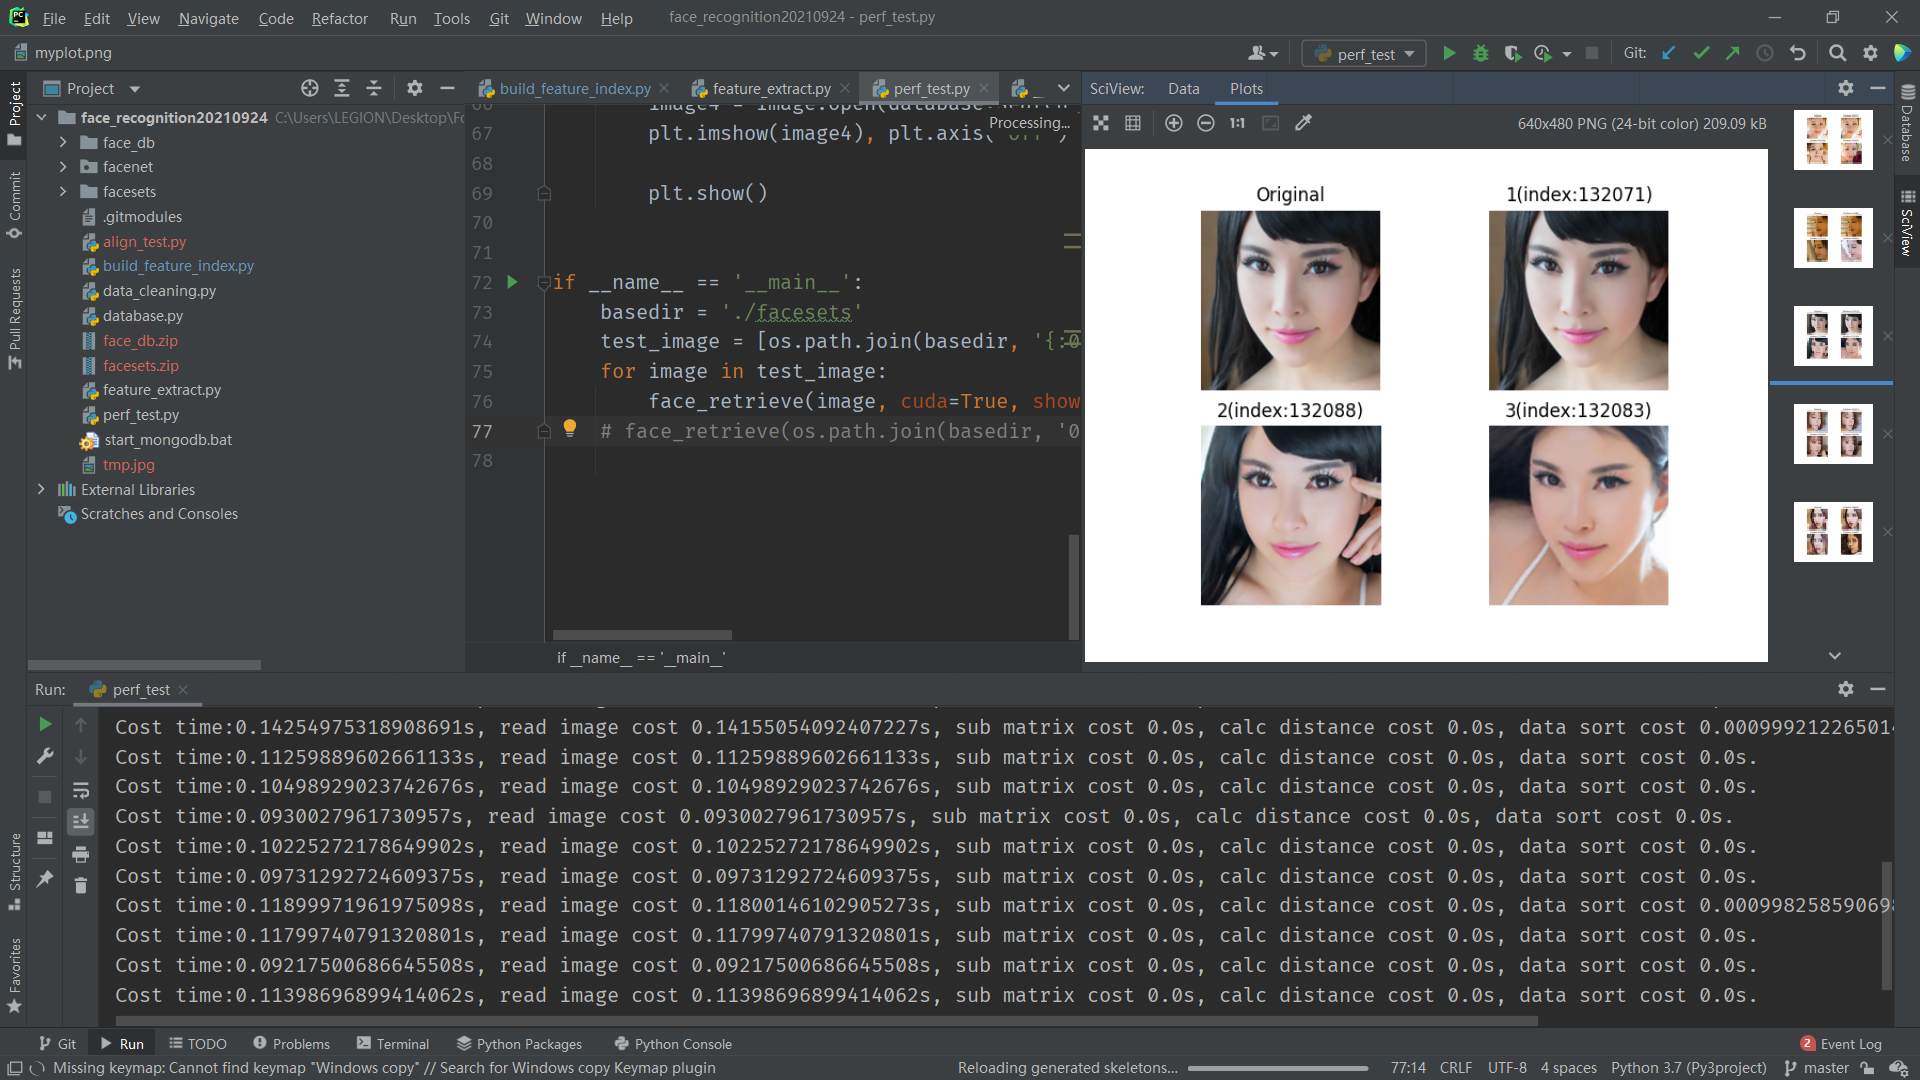 File Edit View Navigate Code Refactor Run Tools Git Window Help face_recognition20210924 - perf_test.py
myplot.png perf_test Git:
Project
Commit
Pull Requests
Structure
Favorites
Project
face_recognition20210924 C:\Users\LEGION\Desktop\Fc
face_db
facenet
facesets
.gitmodules
align_test.py
build_feature_index.py
data_cleaning.py
database.py
face_db.zip
facesets.zip
feature_extract.py
perf_test.py
start_mongodb.bat
tmp.jpg
External Libraries
Scratches and Consoles
build_feature_index.py feature_extract.py perf_test.py
Processing...
67 plt.imshow(image4), plt.axis('off')
68
69 plt.show()
70
71
72 if __name__ == '__main__':
73 basedir = './facesets'
74 test_image = [os.path.join(basedir, '{:0
75 for image in test_image:
76 face_retrieve(image, cuda=True, show
77 # face_retrieve(os.path.join(basedir, '0
78
if __name__ == '__main__'
SciView: Data Plots
1:1 640x480 PNG (24-bit color) 209.09 kB
Original 1(index:132071)
2(index:132088) 3(index:132083)
Database
SciView
Run: perf_test
Cost time:0.14254975318908691s, read image cost 0.14155054092407227s, sub matrix cost 0.0s, calc distance cost 0.0s, data sort cost 0.00099921226501
Cost time:0.11259889602661133s, read image cost 0.11259889602661133s, sub matrix cost 0.0s, calc distance cost 0.0s, data sort cost 0.0s.
Cost time:0.10498929023742676s, read image cost 0.10498929023742676s, sub matrix cost 0.0s, calc distance cost 0.0s, data sort cost 0.0s.
Cost time:0.0930027961730957s, read image cost 0.0930027961730957s, sub matrix cost 0.0s, calc distance cost 0.0s, data sort cost 0.0s.
Cost time:0.10225272178649902s, read image cost 0.10225272178649902s, sub matrix cost 0.0s, calc distance cost 0.0s, data sort cost 0.0s.
Cost time:0.09731292724609375s, read image cost 0.09731292724609375s, sub matrix cost 0.0s, calc distance cost 0.0s, data sort cost 0.0s.
Cost time:0.11899971961975098s, read image cost 0.11800146102905273s, sub matrix cost 0.0s, calc distance cost 0.0s, data sort cost 0.00099825859069
Cost time:0.11799740791320801s, read image cost 0.11799740791320801s, sub matrix cost 0.0s, calc distance cost 0.0s, data sort cost 0.0s.
Cost time:0.09217500686645508s, read image cost 0.09217500686645508s, sub matrix cost 0.0s, calc distance cost 0.0s, data sort cost 0.0s.
Cost time:0.11398696899414062s, read image cost 0.11398696899414062s, sub matrix cost 0.0s, calc distance cost 0.0s, data sort cost 0.0s.
Git Run TODO Problems Terminal Python Packages Python Console 2 Event Log
Missing keymap: Cannot find keymap "Windows copy" // Search for Windows copy Keymap plugin Reloading generated skeletons... 77:14 CRLF UTF-8 4 spaces Python 3.7 (Py3project) master